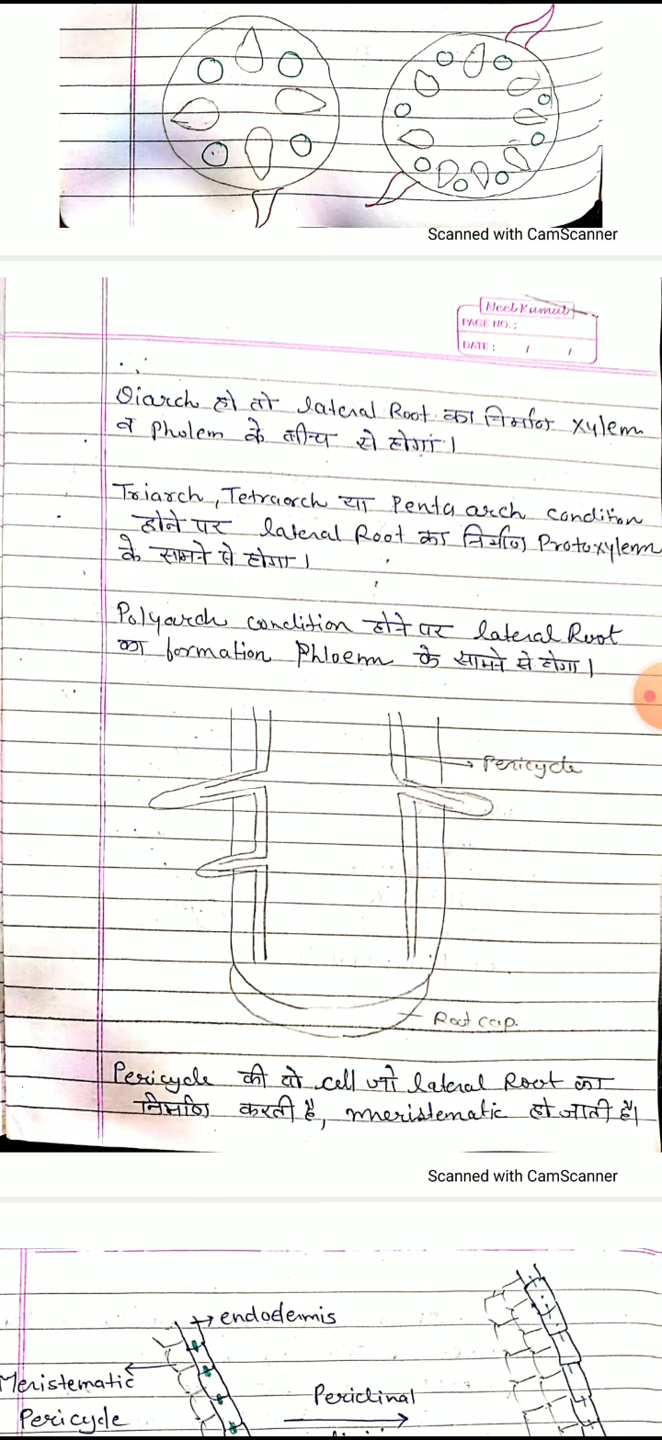 Scanned with CamScanner
Neel Kumar
PAGE NO.:
DATE: / /
Diarch हो तो lateral Root का निर्माण xylem
व Pholem के बीच से होगा।
Triarch, Tetraarch या Penta arch condition
होने पर lateral Root का निर्माण Protoxylem
के सामने से होगा।
Polyarch condition होने पर lateral Root
का formation Phloem के सामने से होगा।
Pericycle
Root cap.
Pericycle की वो cell जो lateral Root का
निर्माण करती है, meristematic हो जाती है।
Scanned with CamScanner
endodermis
Meristematic
Pericycle
Periclinal